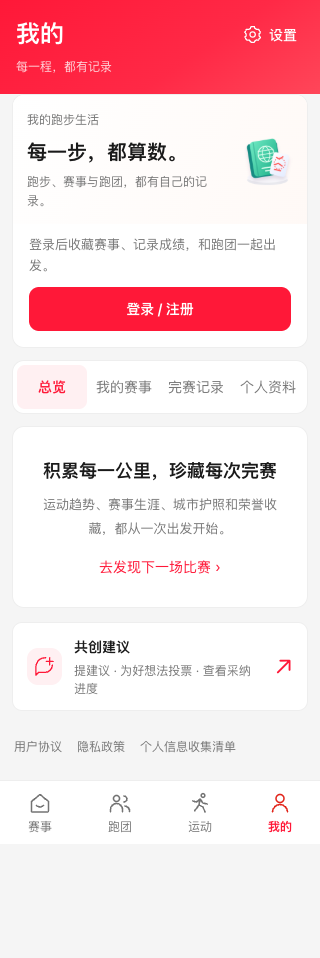 我的
设置
每一程，都有记录
我的跑步生活
每一步，都算数。
跑步、赛事与跑团，都有自己的记
录。
登录后收藏赛事、记录成绩，和跑团一起出
发。
登录 / 注册
总览
我的赛事
完赛记录
个人资料
积累每一公里，珍藏每次完赛
运动趋势、赛事生涯、城市护照和荣誉收
藏，都从一次出发开始。
去发现下一场比赛 ›
共创建议
提建议 · 为好想法投票 · 查看采纳
进度
用户协议
隐私政策
个人信息收集清单
赛事
跑团
运动
我的